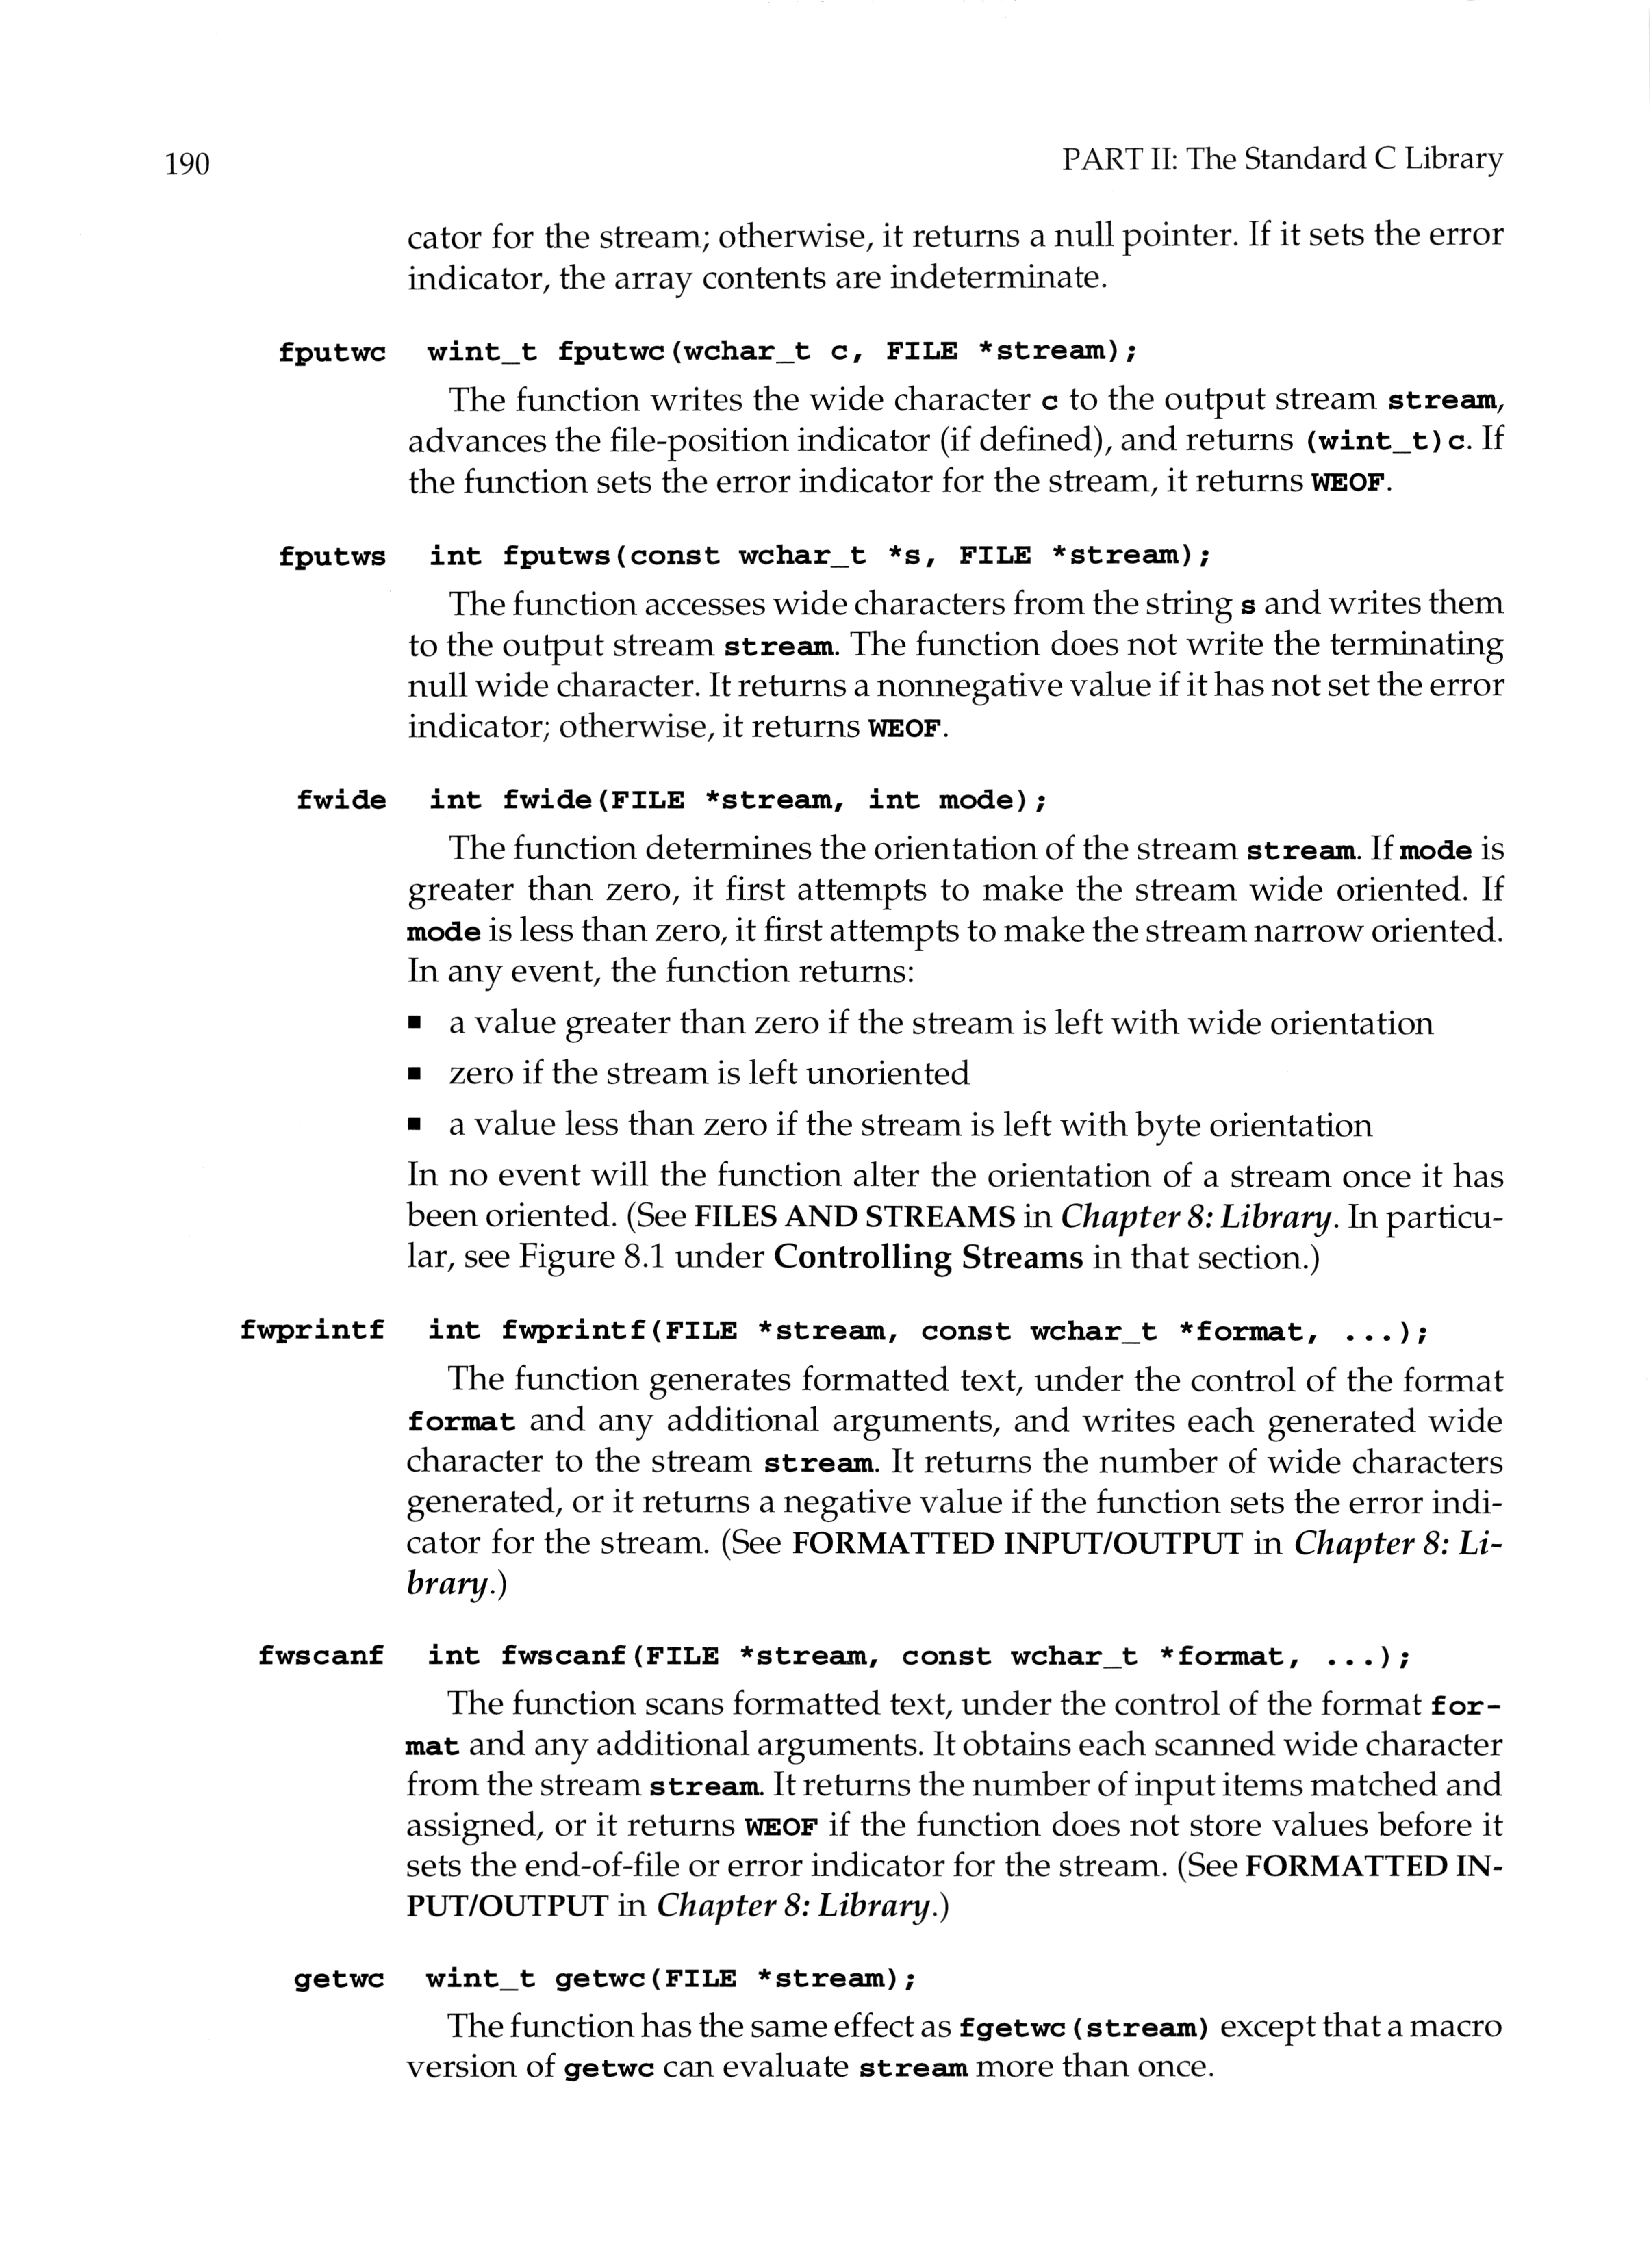 190 PART II: The Standard C Library
cator for the stream; otherwise, it returns a null pointer. If it sets the error
indicator, the array contents are indeterminate.
fputwc wint_t fputwc(wchar_t c, FILE *stream);
The function writes the wide character c to the output stream stream,
advances the file-position indicator (if defined), and returns (wint_t)c. If
the function sets the error indicator for the stream, it returns WEOF.
fputws int fputws(const wchar_t *s, FILE *stream);
The function accesses wide characters from the string s and writes them
to the output stream stream. The function does not write the terminating
null wide character. It returns a nonnegative value if it has not set the error
indicator; otherwise, it returns WEOF.
fwide int fwide(FILE *stream, int mode);
The function determines the orientation of the stream stream. If mode is
greater than zero, it first attempts to make the stream wide oriented. If
mode is less than zero, it first attempts to make the stream narrow oriented.
In any event, the function returns:
■ a value greater than zero if the stream is left with wide orientation
■ zero if the stream is left unoriented
■ a value less than zero if the stream is left with byte orientation
In no event will the function alter the orientation of a stream once it has
been oriented. (See FILES AND STREAMS in Chapter 8: Library. In particu-
lar, see Figure 8.1 under Controlling Streams in that section.)
fwprintf int fwprintf(FILE *stream, const wchar_t *format, ...);
The function generates formatted text, under the control of the format
format and any additional arguments, and writes each generated wide
character to the stream stream. It returns the number of wide characters
generated, or it returns a negative value if the function sets the error indi-
cator for the stream. (See FORMATTED INPUT/OUTPUT in Chapter 8: Li-
brary.)
fwscanf int fwscanf(FILE *stream, const wchar_t *format, ...);
The function scans formatted text, under the control of the format for-
mat and any additional arguments. It obtains each scanned wide character
from the stream stream. It returns the number of input items matched and
assigned, or it returns WEOF if the function does not store values before it
sets the end-of-file or error indicator for the stream. (See FORMATTED IN-
PUT/OUTPUT in Chapter 8: Library.)
getwc wint_t getwc(FILE *stream);
The function has the same effect as fgetwc(stream) except that a macro
version of getwc can evaluate stream more than once.